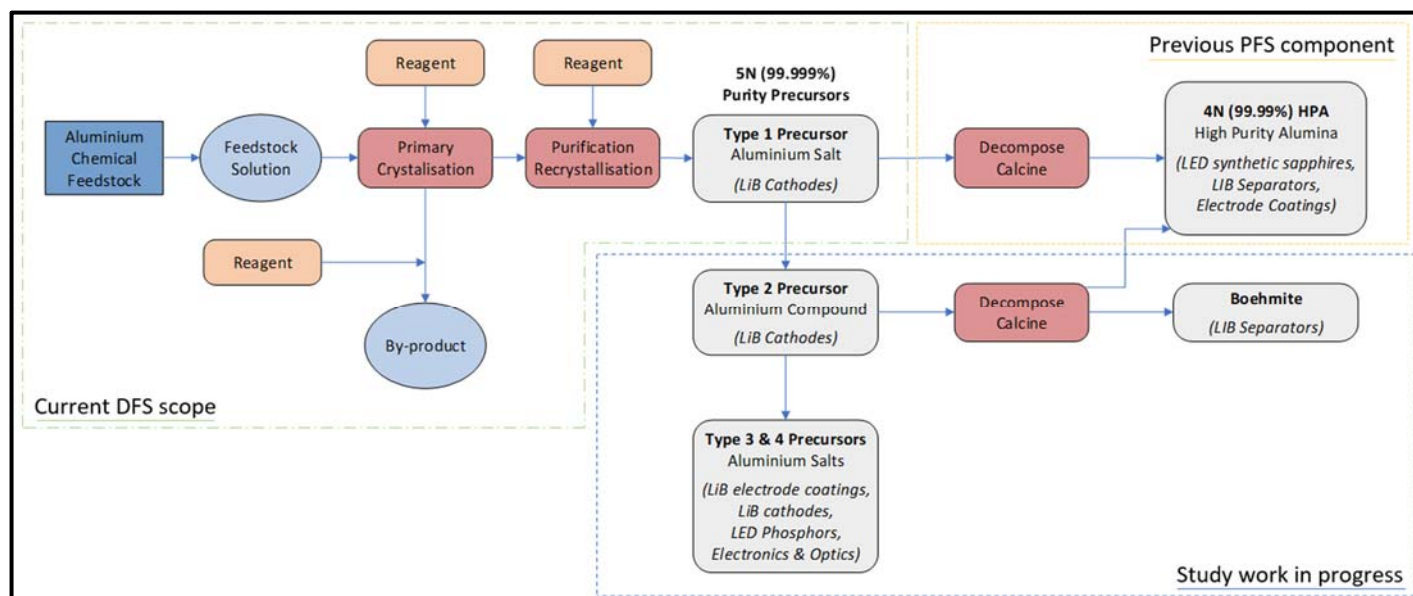 Previous PFS component
Reagent
Reagent
5N (99.999%)
Purity Precursors
Aluminium
Chemical
Feedstock
Feedstock
Solution
Primary
Crystalisation
Purification
Recrystallisation
Type 1 Precursor
Aluminium Salt
(LiB Cathodes)
Decompose
Calcine
4N (99.99%) HPA
High Purity Alumina
(LED synthetic sapphires,
LIB Separators,
Electrode Coatings)
Reagent
By-product
Current DFS scope
Type 2 Precursor
Aluminium Compound
(LiB Cathodes)
Decompose
Calcine
Boehmite
(LIB Separators)
Type 3 & 4 Precursors
Aluminium Salts
(LiB electrode coatings,
LiB cathodes,
LED Phosphors,
Electronics & Optics)
Study work in progress